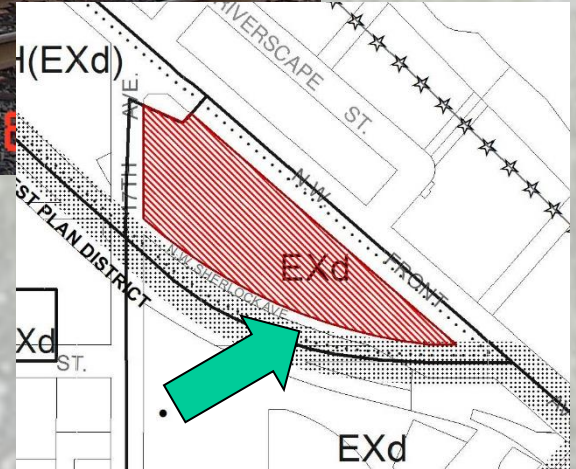 RIVERSCAPE ST.
H(EXd)
17TH AVE.
N.W. FRONT
EXd
N.W. SHERLOCK AVE.
ST PLAN DISTRICT
Xd
ST.
EXd